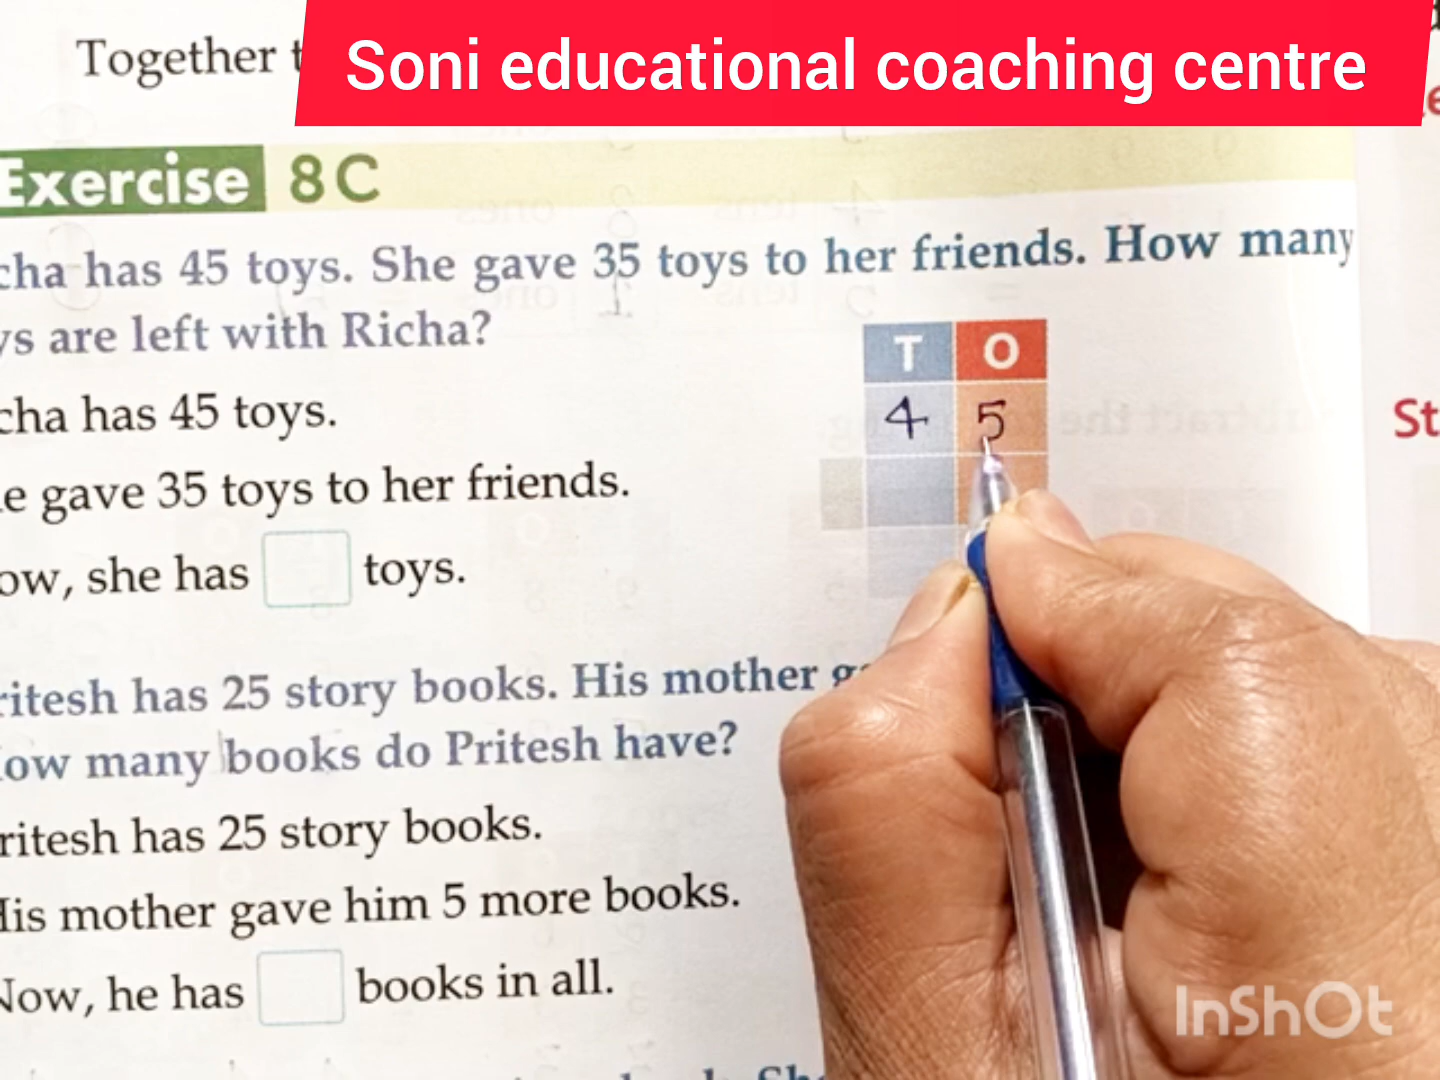 Together
Soni educational coaching centre
Exercise 8C
cha has 45 toys. She gave 35 toys to her friends. How many
ys are left with Richa?
T O
4 5
cha has 45 toys.
St
e gave 35 toys to her friends.
ow, she has toys.
ritesh has 25 story books. His mother
ow many books do Pritesh have?
ritesh has 25 story books.
His mother gave him 5 more books.
Now, he has books in all.
InShOt